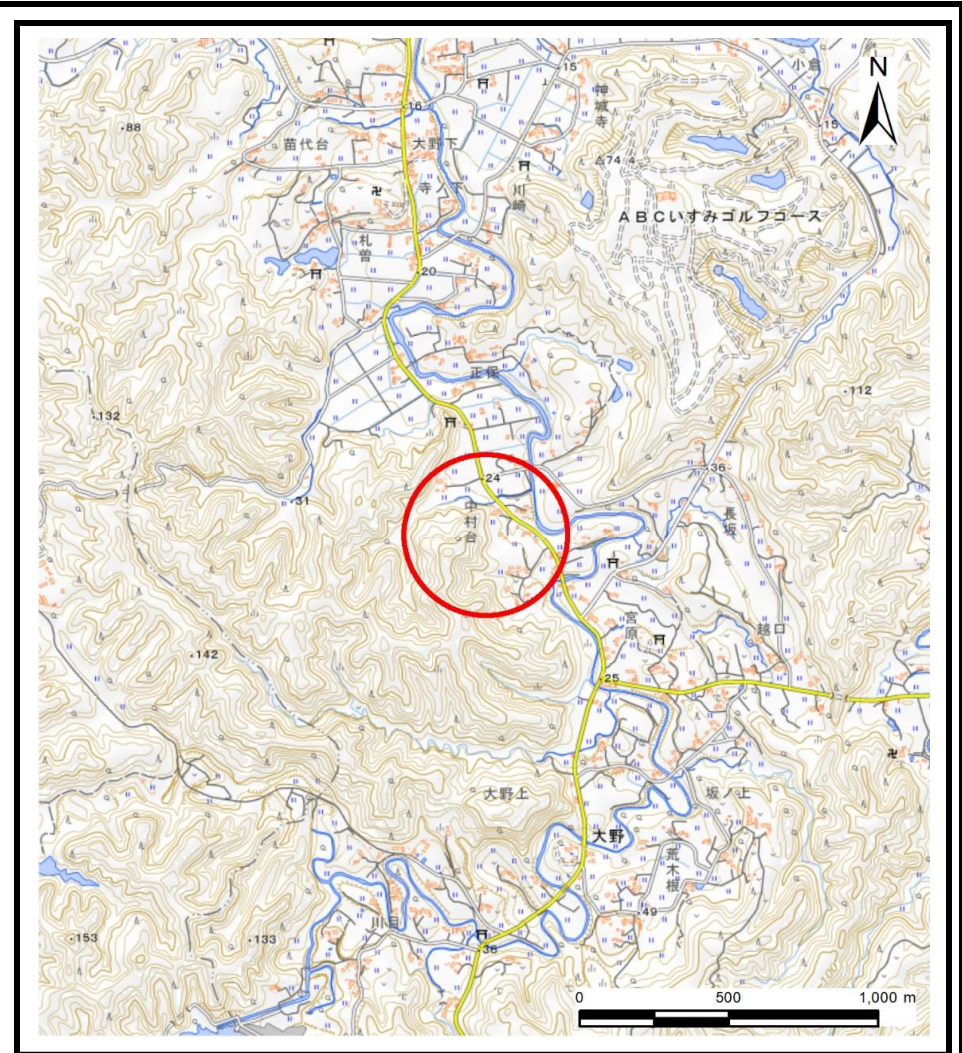 小倉
N
15
神城寺
16
88
15
苗代台
大野下
74.4
寺ノ下
川崎
ABCいすみゴルフコース
札曽
20
正保
112
132
24
36
31
中村台
長坂
宮原
越口
142
25
大野上
坂ノ上
大野
荒木根
49
川目
153
133
38
0 500 1,000 m